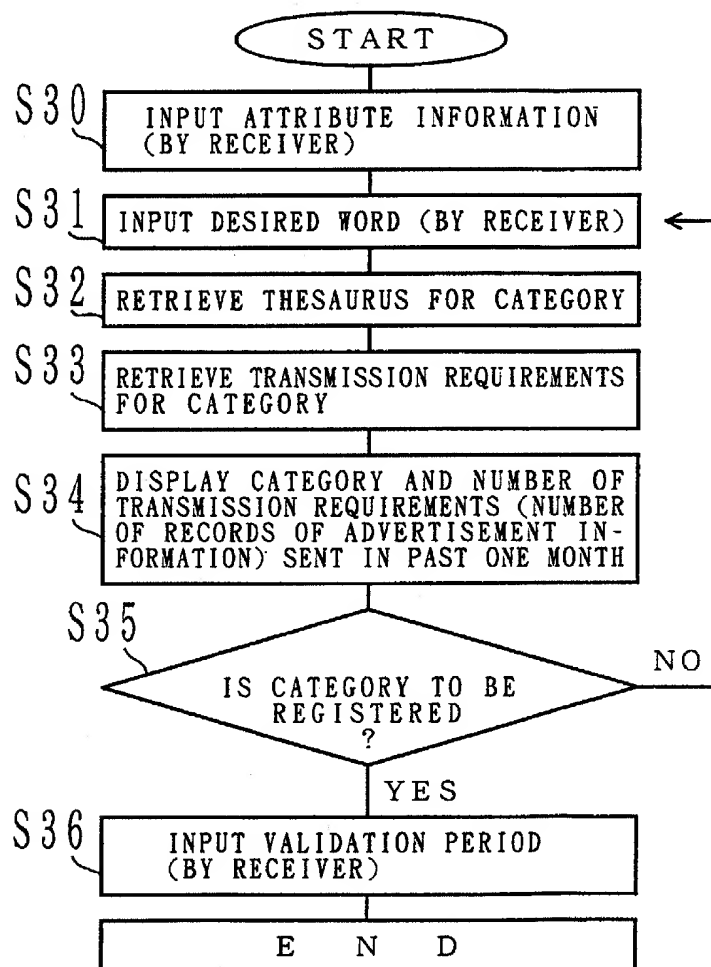 START
S30
INPUT ATTRIBUTE INFORMATION
(BY RECEIVER)
S31
INPUT DESIRED WORD (BY RECEIVER)
S32
RETRIEVE THESAURUS FOR CATEGORY
S33
RETRIEVE TRANSMISSION REQUIREMENTS
FOR CATEGORY
S34
DISPLAY CATEGORY AND NUMBER OF
TRANSMISSION REQUIREMENTS (NUMBER
OF RECORDS OF ADVERTISEMENT IN-
FORMATION) SENT IN PAST ONE MONTH
S35
IS CATEGORY TO BE
REGISTERED
?
NO
YES
S36
INPUT VALIDATION PERIOD
(BY RECEIVER)
E N D